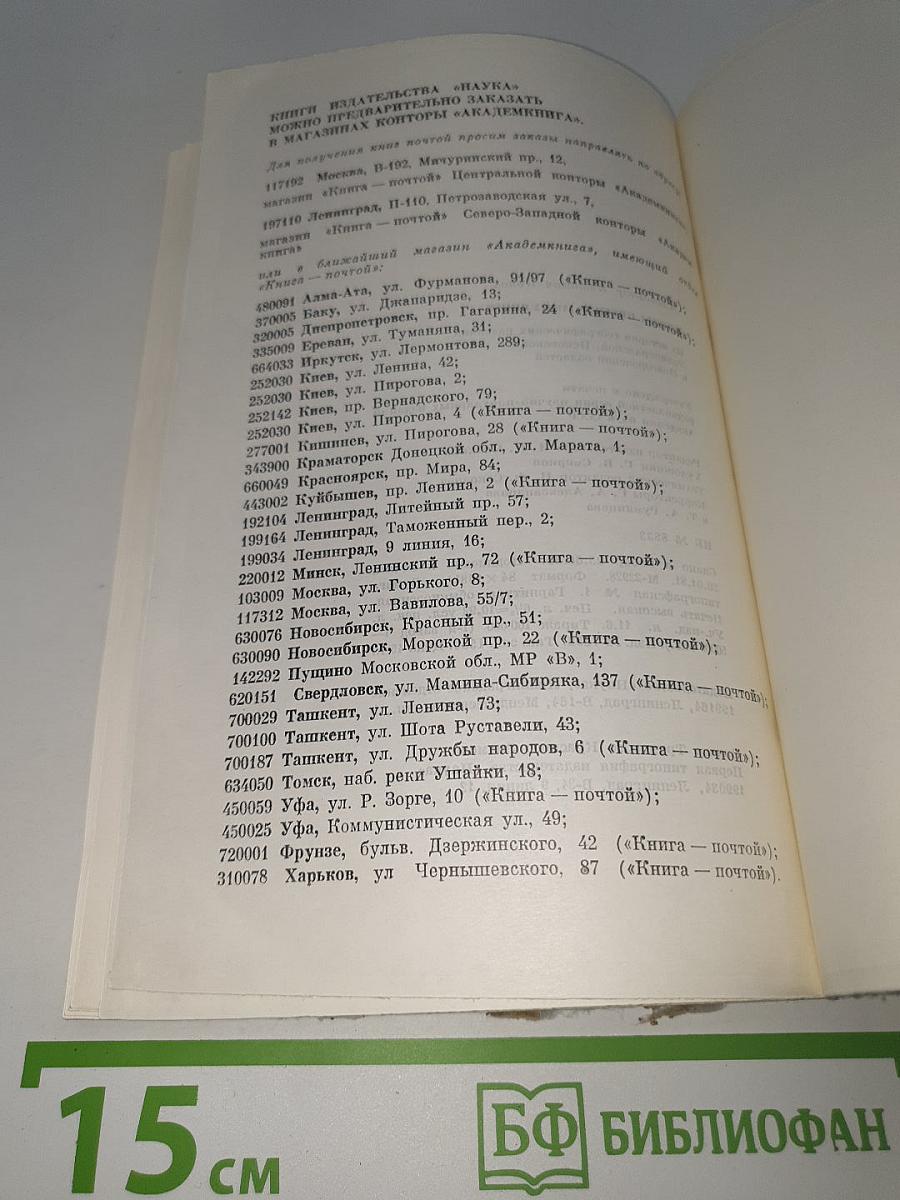 КНИГИ ИЗДАТЕЛЬСТВА «НАУКА»
МОЖНО ПРЕДВАРИТЕЛЬНО ЗАКАЗАТЬ
В МАГАЗИНАХ КОНТОРЫ «АКАДЕМКНИГА».
Для получения книг почтой просим заказы направлять по
117192 Москва, В-192, Мичуринский пр., 12,
магазин «Книга — почтой» Центральной конторы «Академкнига»
197110 Ленинград, П-110, Петрозаводская ул., 7,
магазин «Книга — почтой» Северо-Западной конторы «Академ
книга»
или в ближайший магазин «Академкнига», имеющий
«Книга — почтой»:
480091 Алма-Ата, ул. Фурманова, 91/97 («Книга — почтой»);
370005 Баку, ул. Джапаридзе, 13;
320005 Днепропетровск, пр. Гагарина, 24 («Книга — почтой»);
335009 Ереван, ул. Туманяна, 31;
664033 Иркутск, ул. Лермонтова, 289;
252030 Киев, ул. Ленина, 42;
252030 Киев, ул. Пирогова, 2;
252142 Киев, пр. Вернадского, 79;
252030 Киев, ул. Пирогова, 4 («Книга — почтой»);
277001 Кишинев, ул. Пирогова, 28 («Книга — почтой»);
343900 Краматорск Донецкой обл., ул. Марата, 1;
660049 Красноярск, пр. Мира, 84;
443002 Куйбышев, пр. Ленина, 2 («Книга — почтой»);
192104 Ленинград, Литейный пр., 57;
199164 Ленинград, Таможенный пер., 2;
199034 Ленинград, 9 линия, 16;
220012 Минск, Ленинский пр., 72 («Книга — почтой»);
103009 Москва, ул. Горького, 8;
117312 Москва, ул. Вавилова, 55/7;
630076 Новосибирск, Красный пр., 51;
630090 Новосибирск, Морской пр., 22 («Книга — почтой»);
142292 Пущино Московской обл., МР «В», 1;
620151 Свердловск, ул. Мамина-Сибиряка, 137 («Книга — почтой»);
700029 Ташкент, ул. Ленина, 73;
700100 Ташкент, ул. Шота Руставели, 43;
700187 Ташкент, ул. Дружбы народов, 6 («Книга — почтой»);
634050 Томск, наб. реки Ушайки, 18;
450059 Уфа, ул. Р. Зорге, 10 («Книга — почтой»);
450025 Уфа, Коммунистическая ул., 49;
720001 Фрунзе, бульв. Дзержинского, 42 («Книга — почтой»);
310078 Харьков, ул Чернышевского, 87 («Книга — почтой»).
15 СМ
БФ БИБЛИОФАН